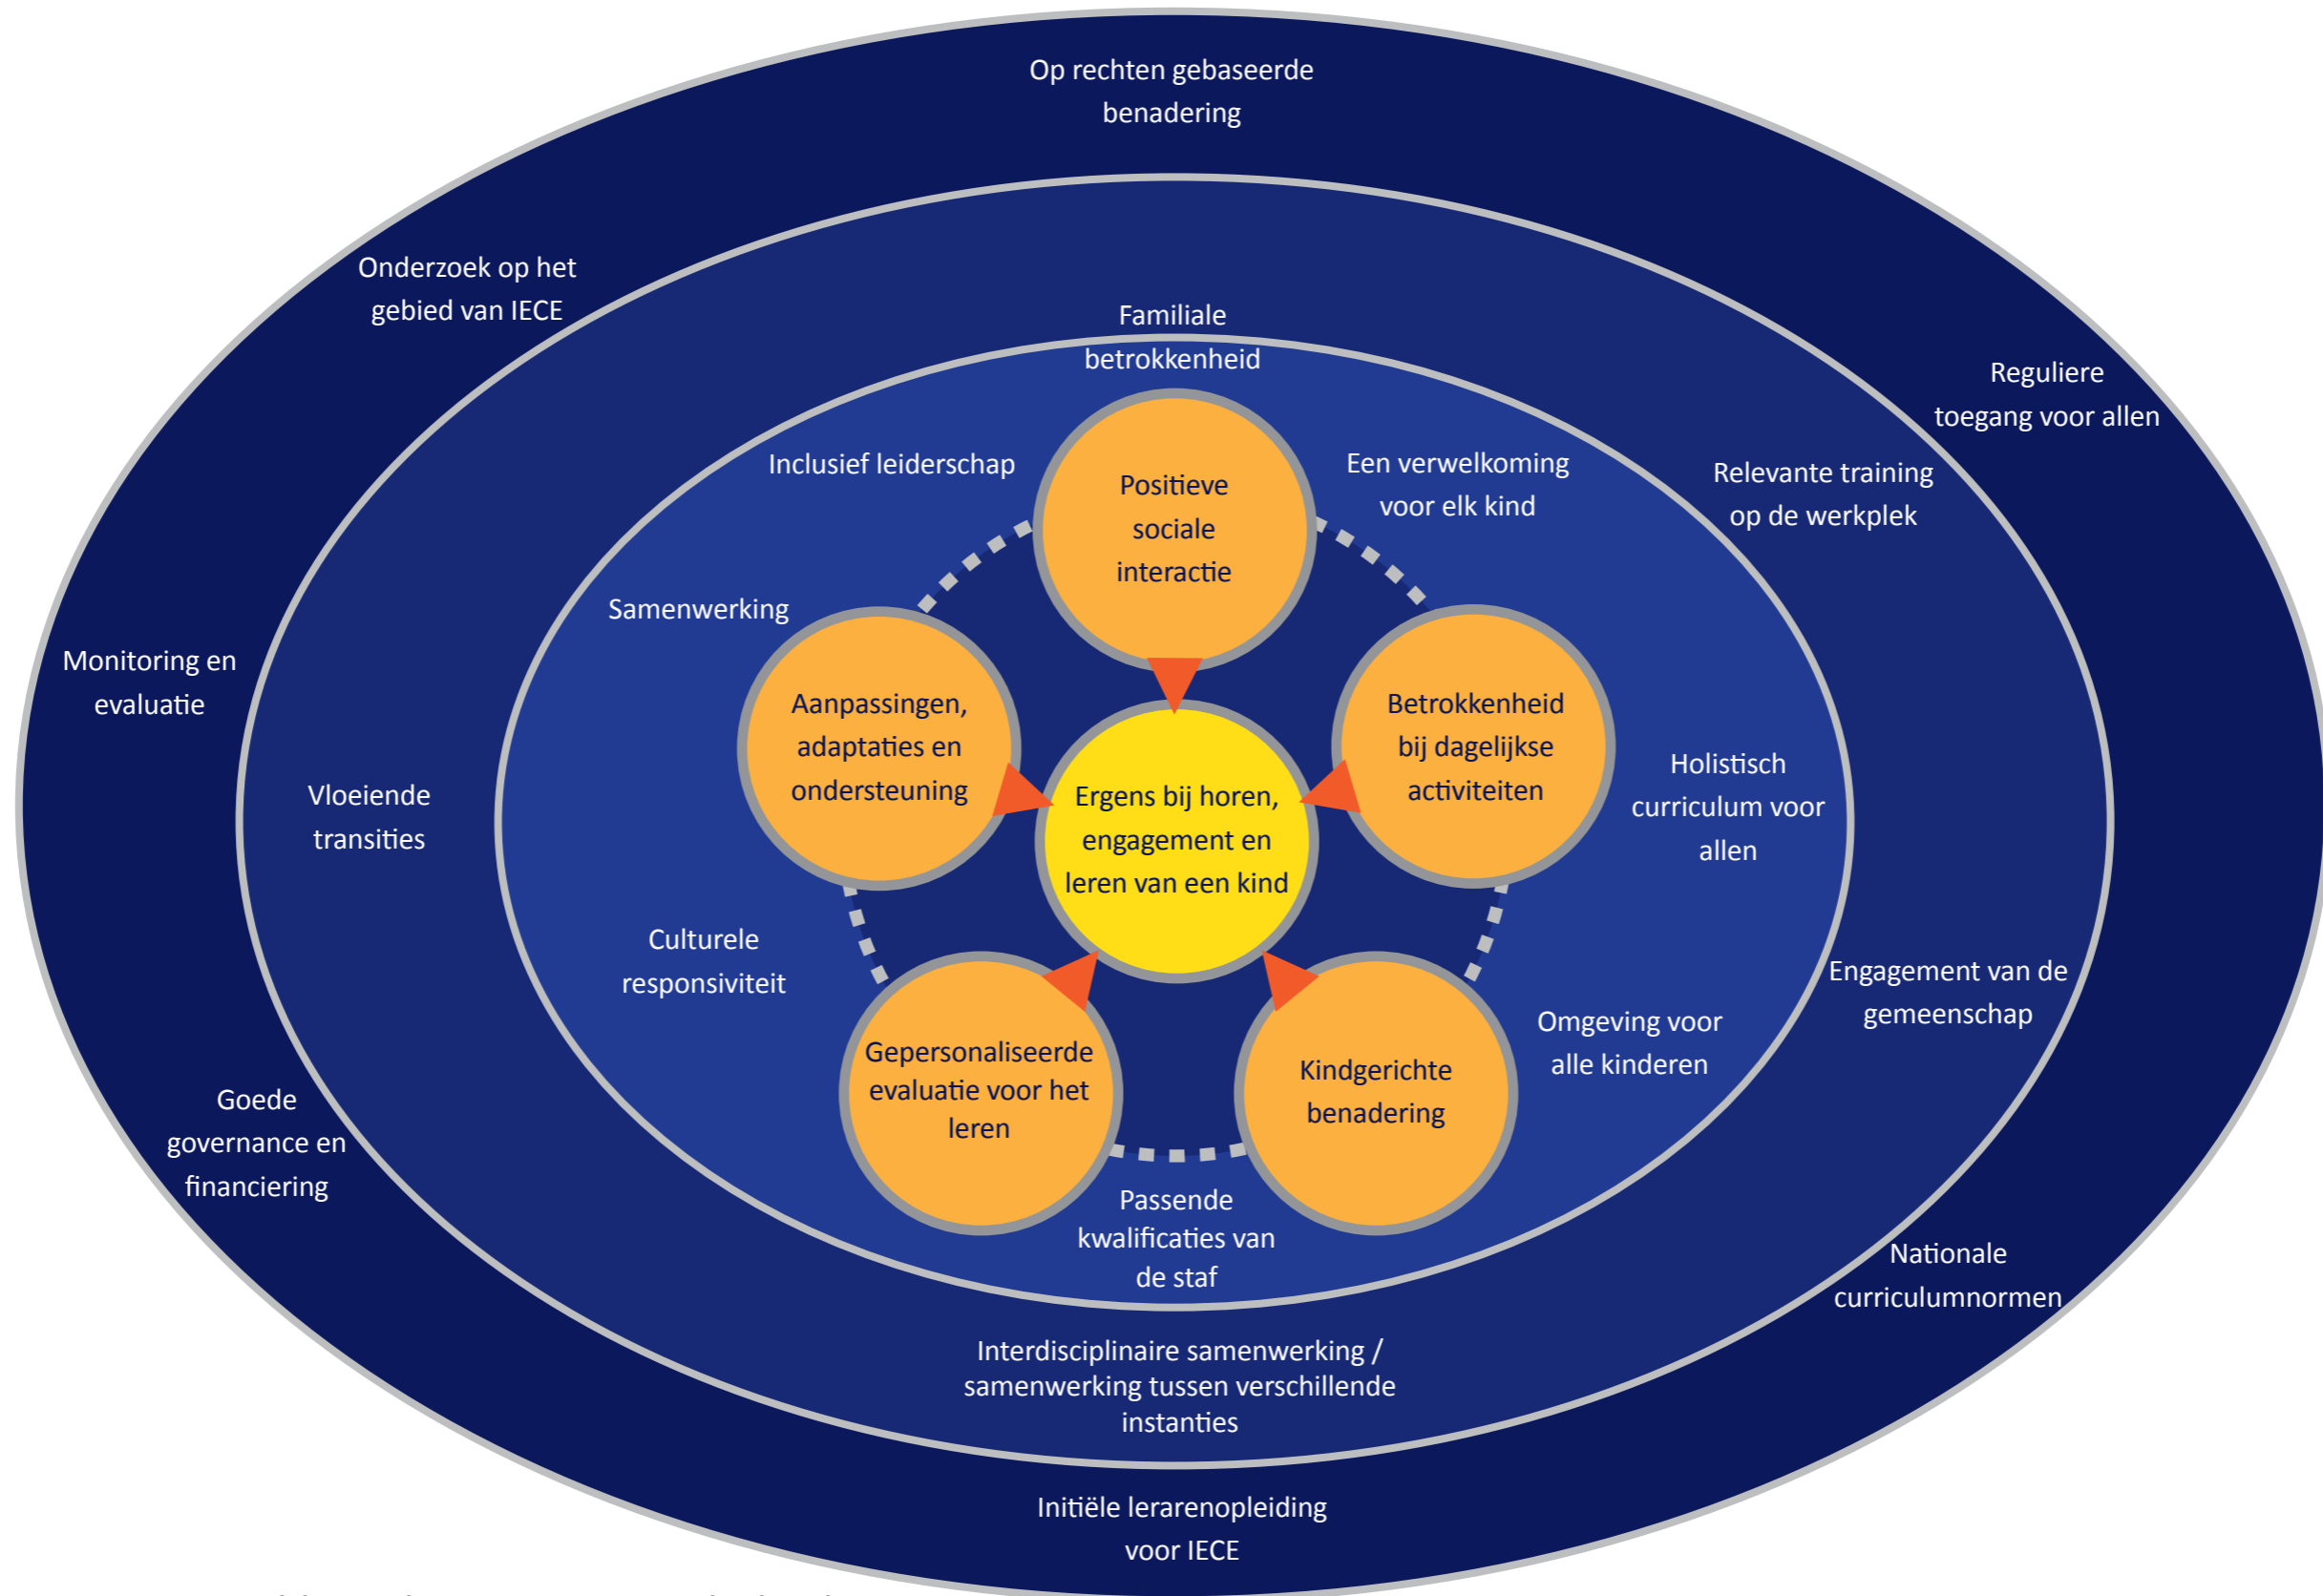 Op rechten gebaseerde
benadering
Onderzoek op het
gebied van IECE
Reguliere
toegang voor allen
Monitoring en
evaluatie
Goede
governance en
financiering
Nationale
curriculumnormen
Initiële lerarenopleiding
voor IECE
Familiale
betrokkenheid
Relevante training
op de werkplek
Vloeiende
transities
Engagement van de
gemeenschap
Interdisciplinaire samenwerking /
samenwerking tussen verschillende
instanties
Inclusief leiderschap
Een verwelkoming
voor elk kind
Samenwerking
Holistisch
curriculum voor
allen
Culturele
responsiviteit
Omgeving voor
alle kinderen
Passende
kwalificaties van
de staf
Positieve
sociale
interactie
Aanpassingen,
adaptaties en
ondersteuning
Betrokkenheid
bij dagelijkse
activiteiten
Gepersonaliseerde
evaluatie voor het
leren
Kindgerichte
benadering
Ergens bij horen,
engagement en
leren van een kind